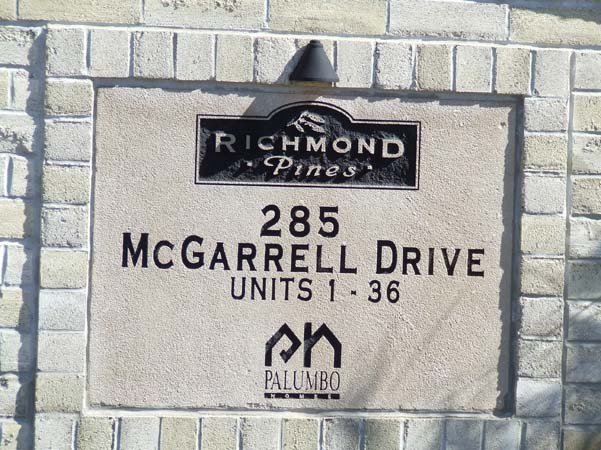 RICHMOND
Pines
285
MCGARRELL DRIVE
UNITS 1 - 36
PALUMBO
HOMES